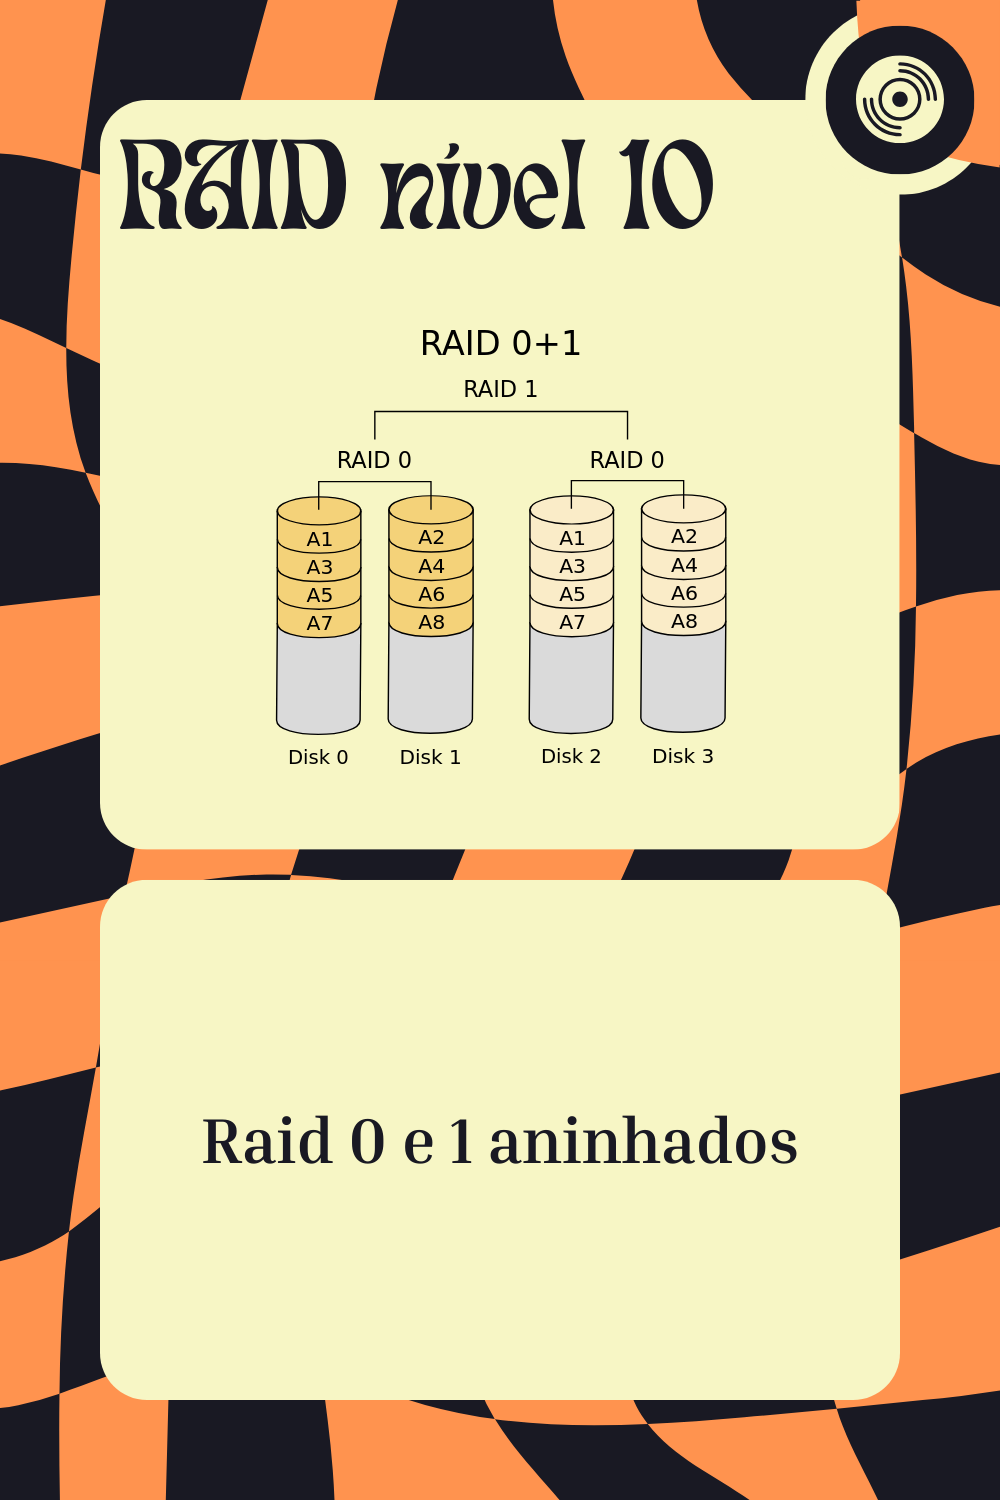 RAID nível 10
RAID 0+1
RAID 1
RAID 0 RAID 0
A1 A2 A1 A2
A3 A4 A3 A4
A5 A6 A5 A6
A7 A8 A7 A8
Disk 0 Disk 1 Disk 2 Disk 3
Raid 0 e 1 aninhados